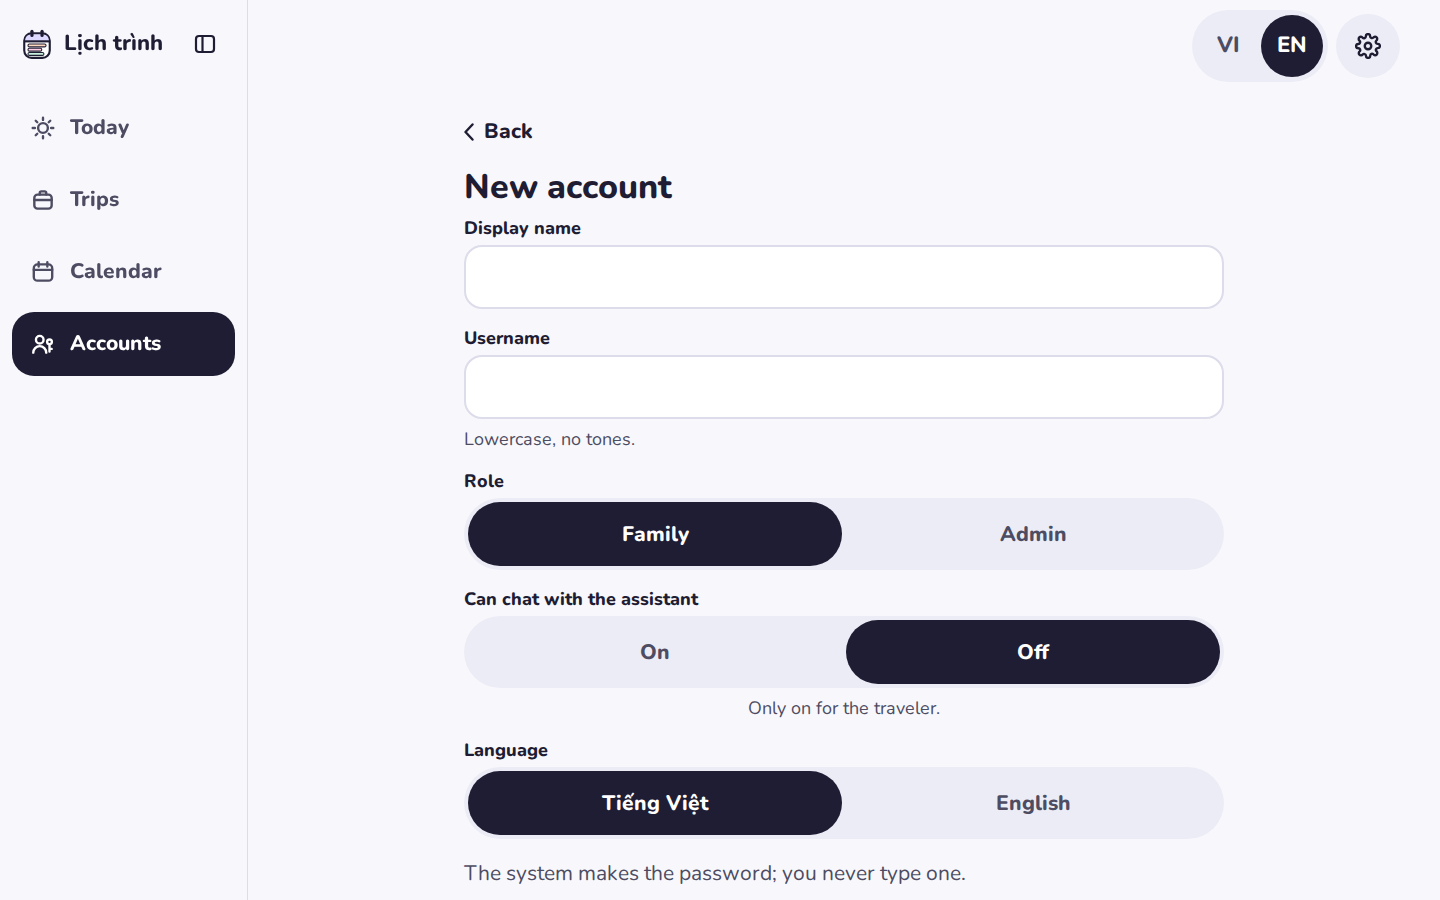 Lịch trình
VI
EN
Today
Trips
Calendar
Accounts
Back
New account
Display name
Username
Lowercase, no tones.
Role
Family
Admin
Can chat with the assistant
On
Off
Only on for the traveler.
Language
Tiếng Việt
English
The system makes the password; you never type one.